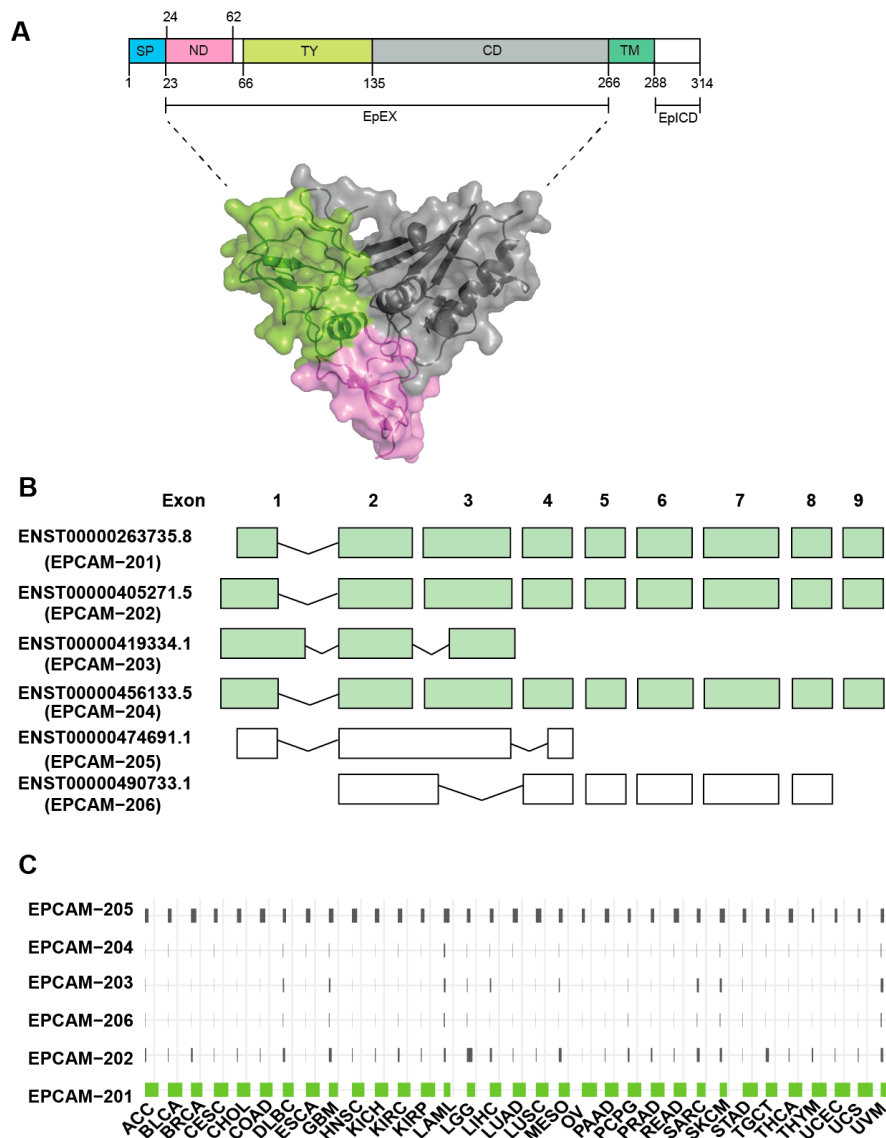 A
24 62
SP ND TY CD TM
1 23 66 135 266 288 314
EpEX
EpICD
B
Exon 1 2 3 4 5 6 7 8 9
ENST00000263735.8
(EPCAM−201)
ENST00000405271.5
(EPCAM−202)
ENST00000419334.1
(EPCAM−203)
ENST00000456133.5
(EPCAM−204)
ENST00000474691.1
(EPCAM−205)
ENST00000490733.1
(EPCAM−206)
C
EPCAM−205
EPCAM−204
EPCAM−203
EPCAM−206
EPCAM−202
EPCAM−201
ACC BLCA BRCA CESC CHOL COAD DLBC ESCA GBM HNSC KICH KIRC KIRP LAML LGG LIHC LUAD LUSC MESO OV PAAD PCPG PRAD READ SARC SKCM STAD TGCT THCA THYM UCEC UCS UVM